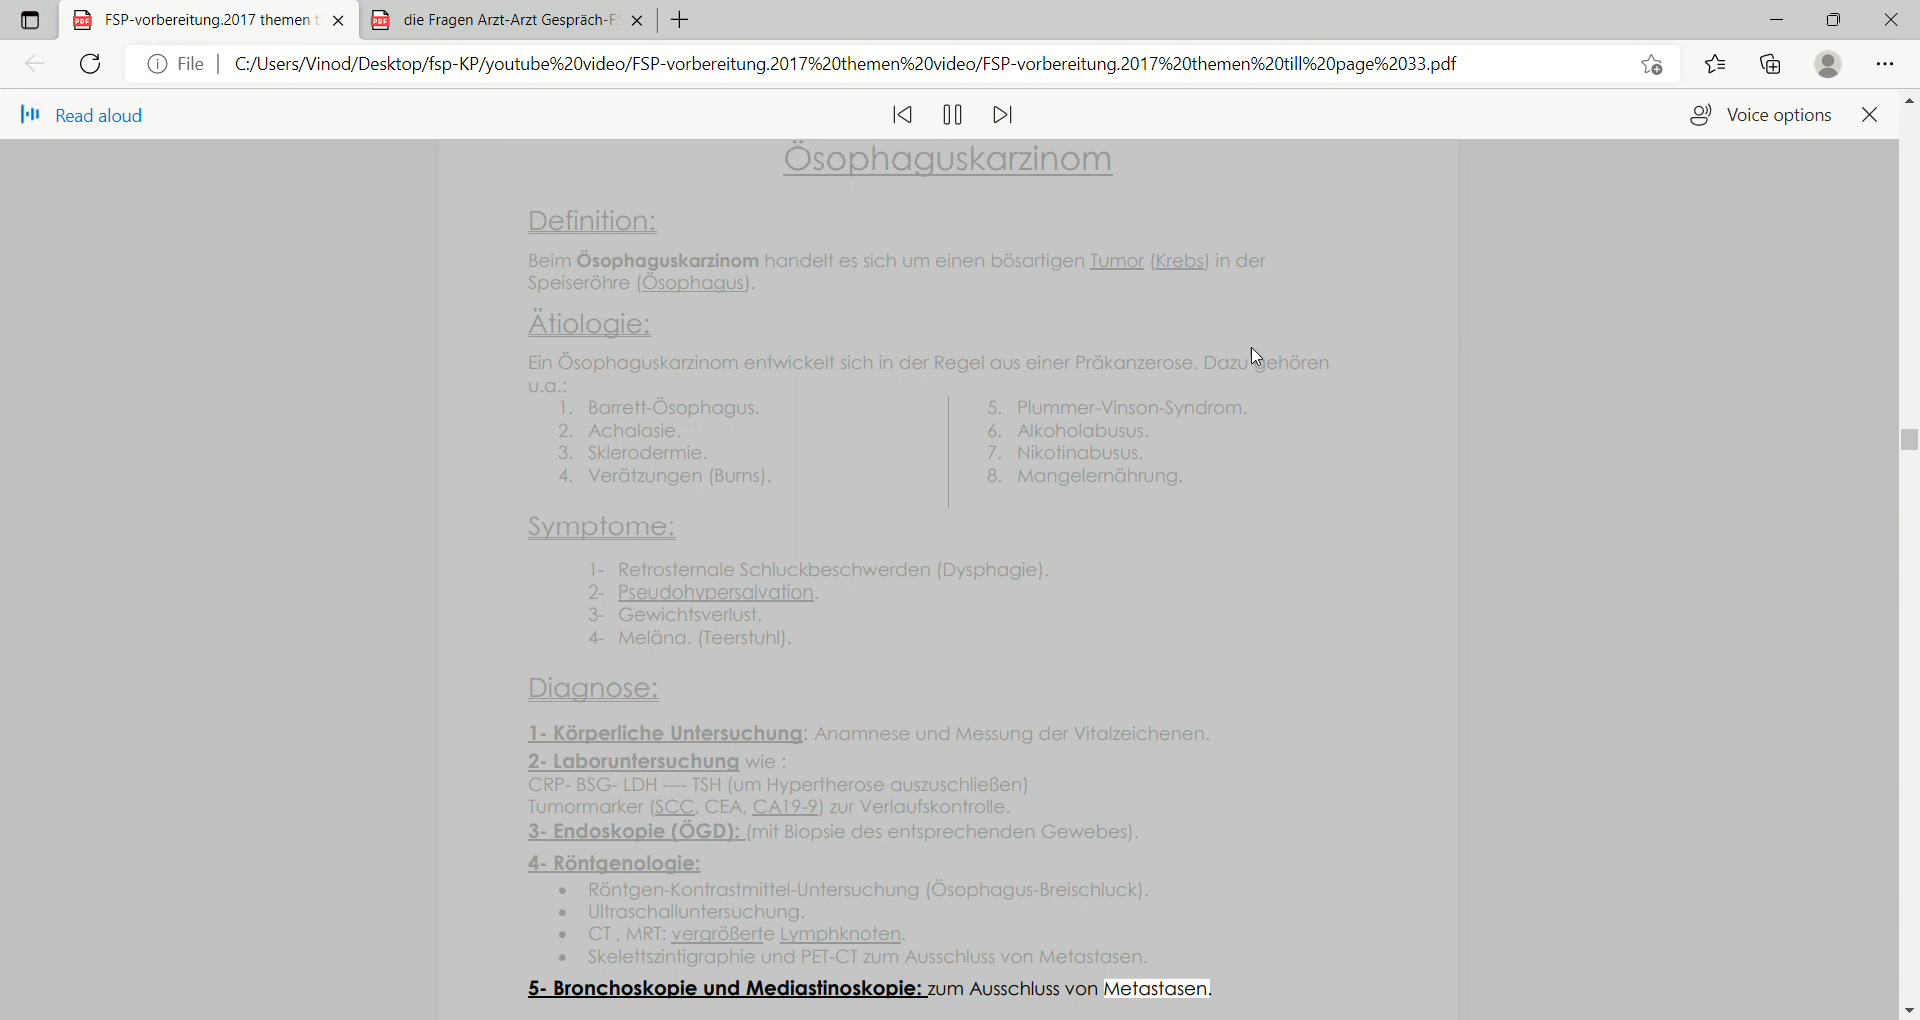 FSP-vorbereitung.2017 themen
die Fragen Arzt-Arzt Gespräch-F
File
C:/Users/Vinod/Desktop/fsp-KP/youtube%20video/FSP-vorbereitung.2017%20themen%20video/FSP-vorbereitung.2017%20themen%20till%20page%2033.pdf
Read aloud
Voice options
Ösophaguskarzinom
Definition:
Beim Ösophaguskarzinom handelt es sich um einen bösartigen Tumor (Krebs) in der
Speiseröhre (Ösophagus).
Ätiologie:
Ein Ösophaguskarzinom entwickelt sich in der Regel aus einer Präkanzerose. Dazu gehören
u.a.:
1. Barrett-Ösophagus.
2. Achalasie.
3. Sklerodermie.
4. Verätzungen (Burns).
5. Plummer-Vinson-Syndrom.
6. Alkoholabusus.
7. Nikotinabusus.
8. Mangelernährung.
Symptome:
1- Retrosternale Schluckbeschwerden (Dysphagie).
2- Pseudohypersalvation.
3- Gewichtsverlust.
4- Meläna. (Teerstuhl).
Diagnose:
1- Körperliche Untersuchung: Anamnese und Messung der Vitalzeichenen.
2- Laboruntersuchung wie :
CRP- BSG- LDH ---- TSH (um Hypertherose auszuschließen)
Tumormarker (SCC, CEA, CA19-9) zur Verlaufskontrolle.
3- Endoskopie (ÖGD): (mit Biopsie des entsprechenden Gewebes).
4- Röntgenologie:
• Röntgen-Kontrastmittel-Untersuchung (Ösophagus-Breischluck).
• Ultraschalluntersuchung.
• CT , MRT: vergrößerte Lymphknoten.
• Skelettszintigraphie und PET-CT zum Ausschluss von Metastasen.
5- Bronchoskopie und Mediastinoskopie: zum Ausschluss von Metastasen.